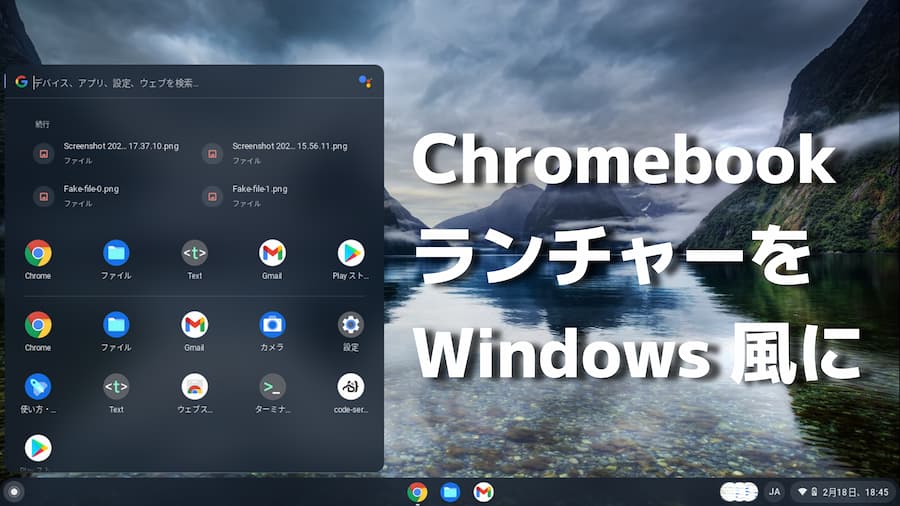 デバイス、アプリ、設定、ウェブを検索...
続行
Screenshot 202... 17.37.10.png
ファイル
Screenshot 202... 15.56.11.png
ファイル
Fake-file-0.png
ファイル
Fake-file-1.png
ファイル
Chrome
ファイル
<t>
Text
Gmail
Play スト...
Chrome
ファイル
Gmail
カメラ
設定
使い方・...
<t>
Text
ウェブス...
>_
ターミナ...
code-ser...
Play スト
Chromebook
ランチャーを
Windows 風に
JA
2月18日、18:45